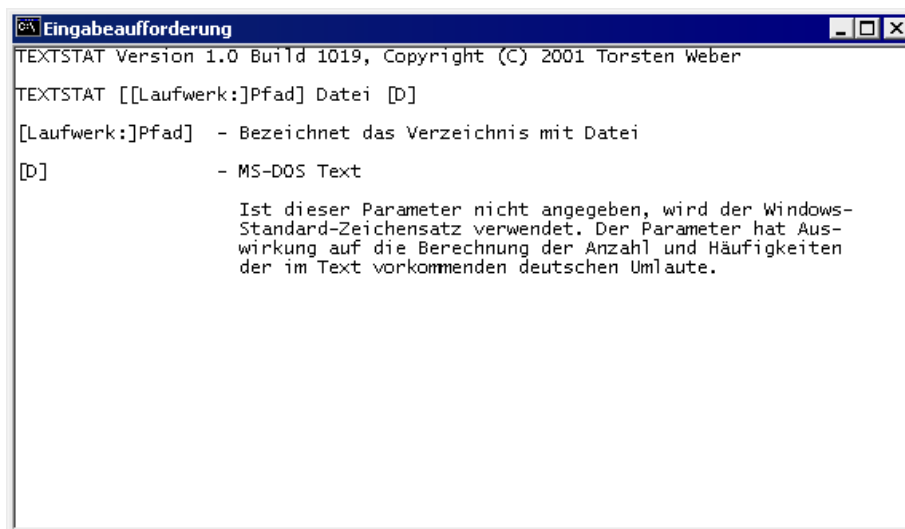 Eingabeaufforderung
TEXTSTAT Version 1.0 Build 1019, Copyright (C) 2001 Torsten Weber
TEXTSTAT [[Laufwerk:]Pfad] Datei [D]
[Laufwerk:]Pfad] - Bezeichnet das Verzeichnis mit Datei
[D] - MS-DOS Text
Ist dieser Parameter nicht angegeben, wird der Windows-
Standard-Zeichensatz verwendet. Der Parameter hat Aus-
wirkung auf die Berechnung der Anzahl und Häufigkeiten
der im Text vorkommenden deutschen Umlaute.